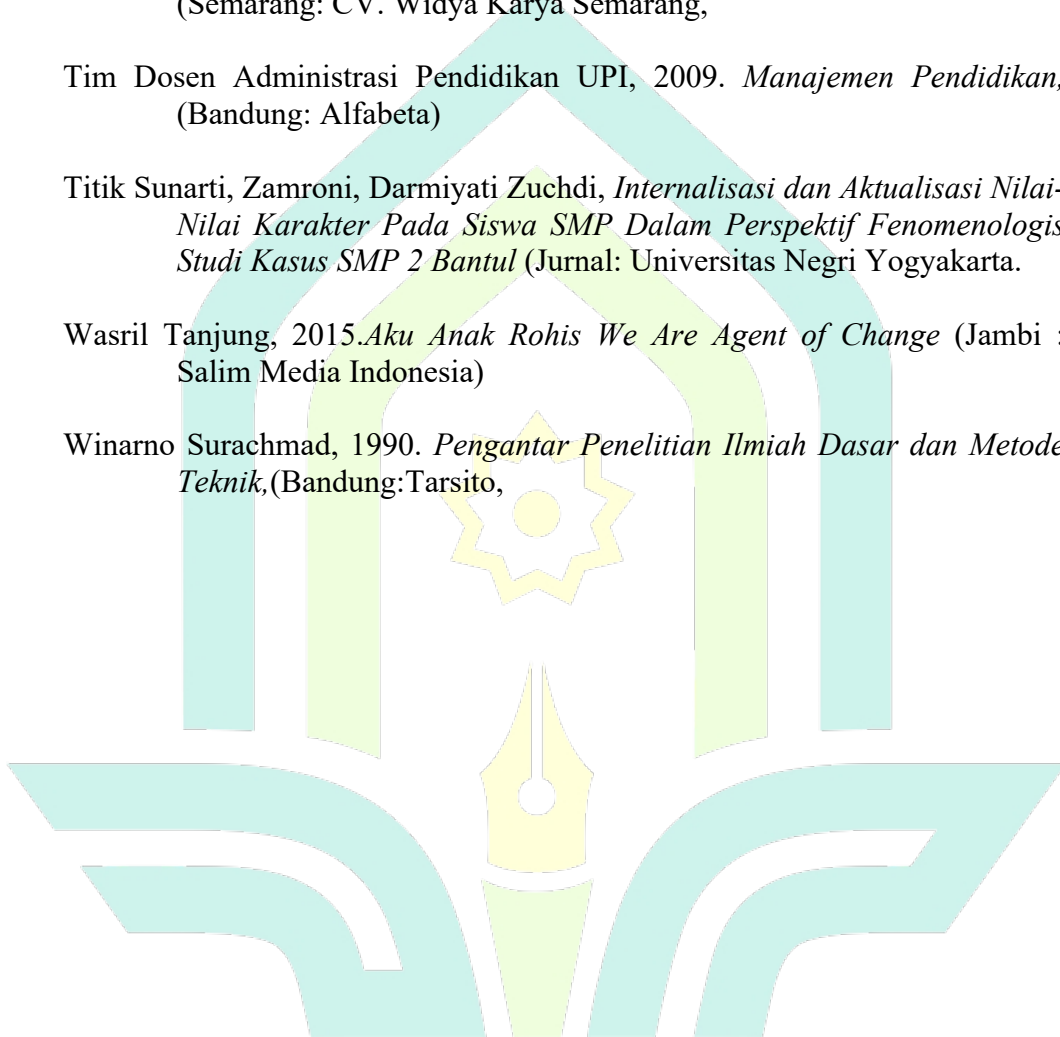 (Semarang: CV. Widya Karya Semarang,
Tim Dosen Administrasi Pendidikan UPI, 2009. Manajemen Pendidikan,
(Bandung: Alfabeta)
Titik Sunarti, Zamroni, Darmiyati Zuchdi, Internalisasi dan Aktualisasi Nilai-
Nilai Karakter Pada Siswa SMP Dalam Perspektif Fenomenologis
Studi Kasus SMP 2 Bantul (Jurnal: Universitas Negri Yogyakarta.
Wasril Tanjung, 2015.Aku Anak Rohis We Are Agent of Change (Jambi :
Salim Media Indonesia)
Winarno Surachmad, 1990. Pengantar Penelitian Ilmiah Dasar dan Metode
Teknik,(Bandung:Tarsito,